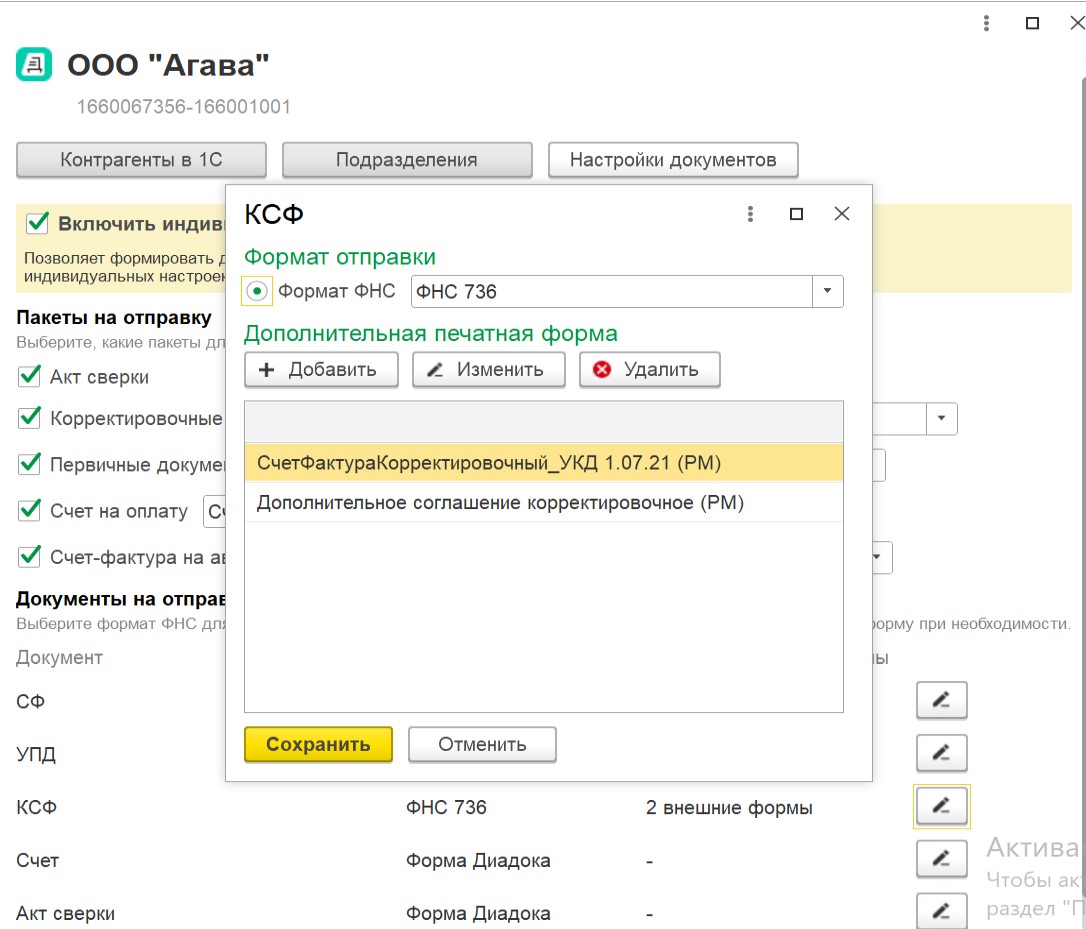 ООО "Агава"
1660067356-166001001
Контрагенты в 1С
Подразделения
Настройки документов
Включить индиви
Позволяет формировать д
индивидуальных настроек
Пакеты на отправку
Выберите, какие пакеты дл
Акт сверки
Корректировочные
Первичные докумен
Счет на оплату
Сч
Счет-фактура на ав
Документы на отправ
Выберите формат ФНС для
орму при необходимости.
Документ
ы
СФ
УПД
КСФ
ФНС 736
2 внешние формы
Счет
Форма Диадока
-
Акт сверки
Форма Диадока
-
КСФ
Формат отправки
Формат ФНС
ФНС 736
Дополнительная печатная форма
Добавить
Изменить
Удалить
СчетФактураКорректировочный_УКД 1.07.21 (РМ)
Дополнительное соглашение корректировочное (РМ)
Сохранить
Отменить
Актива
Чтобы ак
раздел "П